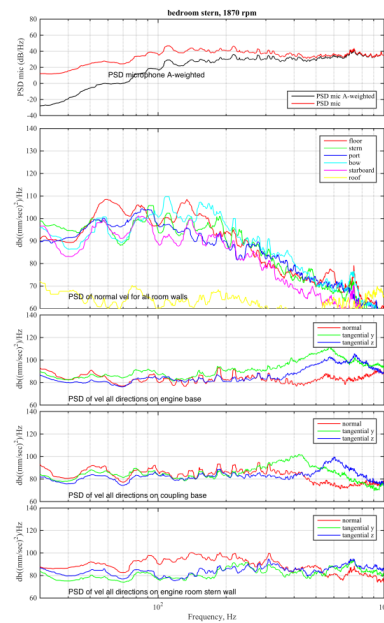 bedroom stern, 1870 rpm
80
60
40
20
0
-20
-40
PSD mic (dB/Hz)
PSD microphone A-weighted
PSD mic A-weighted
PSD mic
140
120
100
80
60
db((mm/sec)²)/Hz
floor
stern
port
bow
starboard
roof
PSD of normal vel for all room walls
140
120
100
80
60
db((mm/sec)²)/Hz
normal
tangential y
tangential z
PSD of vel all directions on engine base
140
120
100
80
60
db((mm/sec)²)/Hz
normal
tangential y
tangential z
PSD of vel all directions on coupling base
140
120
100
80
60
db((mm/sec)²)/Hz
normal
tangential y
tangential z
PSD of vel all directions on engine room stern wall
10²
Frequency, Hz